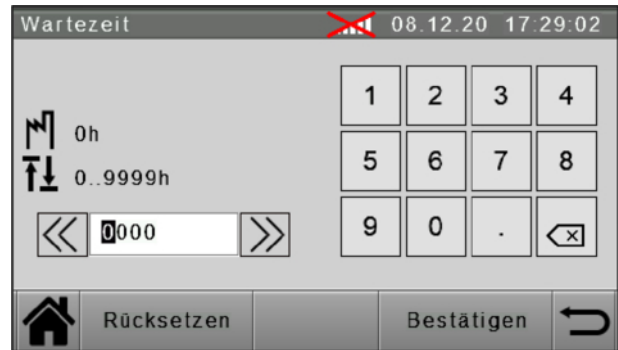 Wartezeit 08.12.20 17:29:02
0h
0..9999h
0000
1 2 3 4
5 6 7 8
9 0 .
Rücksetzen Bestätigen